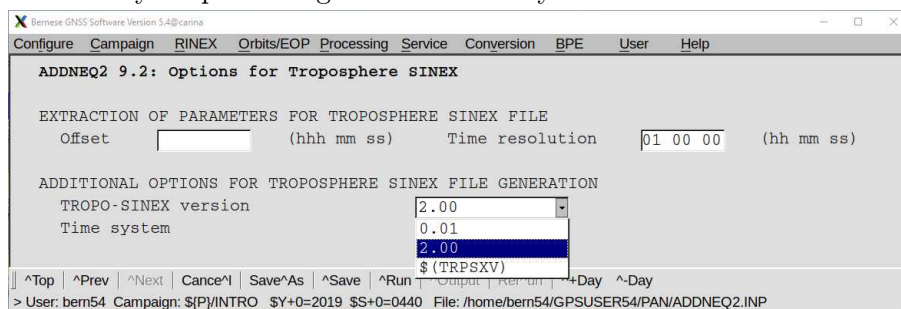 Bernese GNSS Software Version 5.4@carina
Configure Campaign RINEX Orbits/EOP Processing Service Conversion BPE User Help
ADDNEQ2 9.2: Options for Troposphere SINEX
EXTRACTION OF PARAMETERS FOR TROPOSPHERE SINEX FILE
Offset (hhh mm ss) Time resolution 01 00 00 (hh mm ss)
ADDITIONAL OPTIONS FOR TROPOSPHERE SINEX FILE GENERATION
TROPO-SINEX version 2.00
Time system 0.01
2.00
$(TRPSXV)
^Top | ^Prev | ^Next | Cance^l | Save^As | ^Save | ^Run | ^Output | Rer^un | ^+Day ^-Day
> User: bern54 Campaign: ${P}/INTRO $Y+0=2019 $S+0=0440 File: /home/bern54/GPSUSER54/PAN/ADDNEQ2.INP